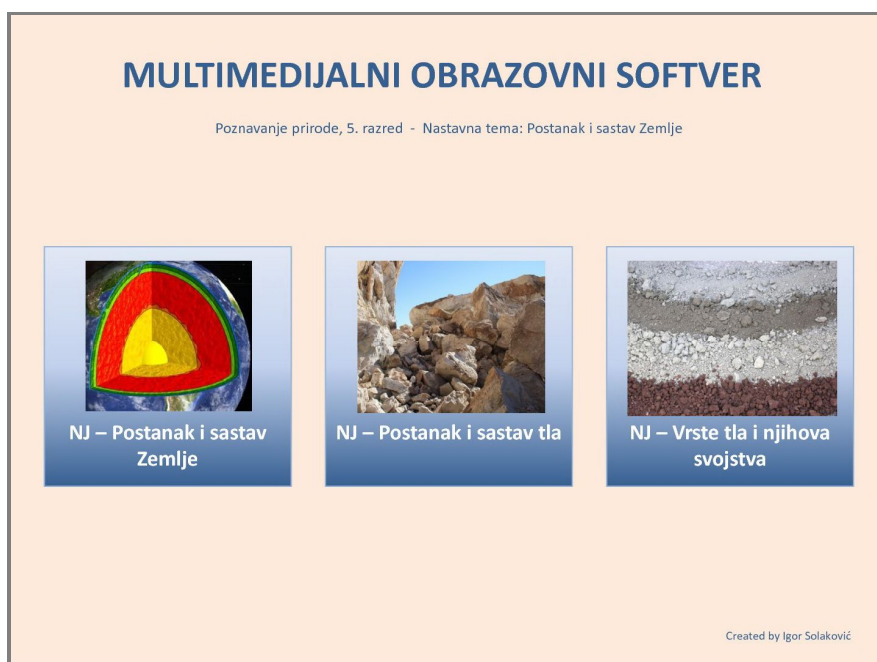 MULTIMEDIJALNI OBRAZOVNI SOFTVER
Poznavanje prirode, 5. razred - Nastavna tema: Postanak i sastav Zemlje
NJ – Postanak i sastav
Zemlje
NJ – Postanak i sastav tla
NJ – Vrste tla i njihova
svojstva
Created by Igor Solaković